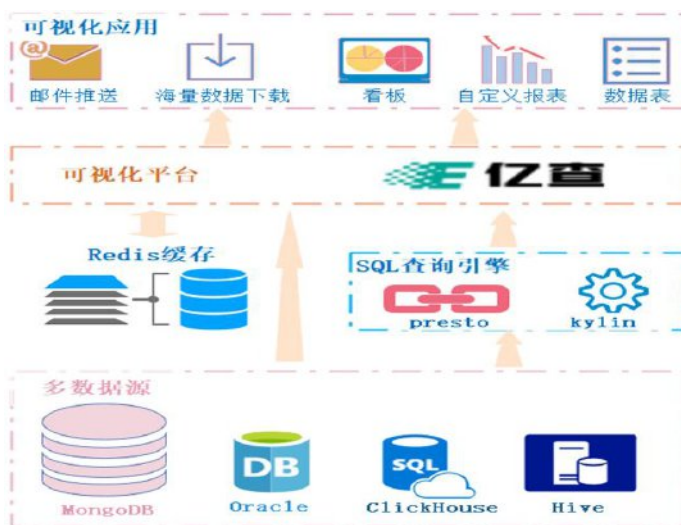 可视化应用
@
邮件推送 海量数据下载 看板 自定义报表 数据表
可视化平台 E 亿查
Redis缓存
SQL查询引擎
presto kylin
多数据源
DB SQL
MongoDB Oracle ClickHouse Hive